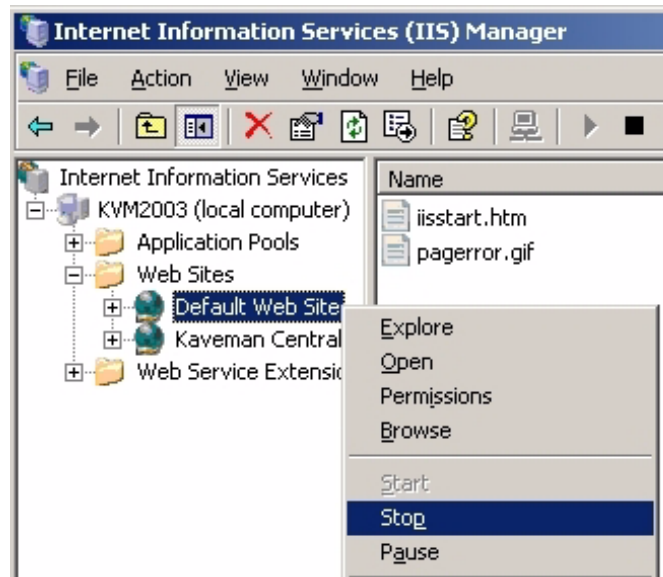 Internet Information Services (IIS) Manager
File Action View Window Help
Internet Information Services
KVM2003 (local computer)
Application Pools
Web Sites
Default Web Site
Kaveman Central
Web Service Extensio
Name
iisstart.htm
pagerror.gif
Explore
Open
Permissions
Browse
Start
Stop
Pause